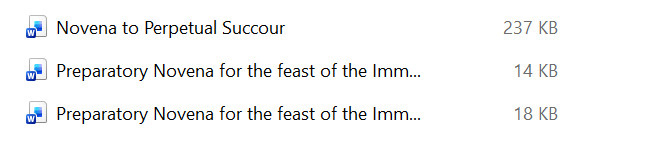 Novena to Perpetual Succour 237 KB
Preparatory Novena for the feast of the Imm... 14 KB
Preparatory Novena for the feast of the Imm... 18 KB